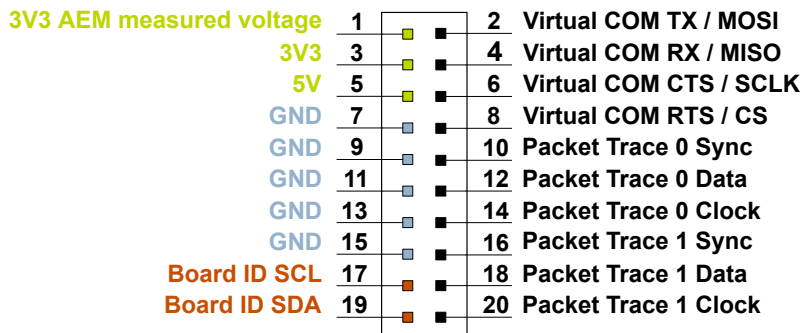 3V3 AEM measured voltage 1 2 Virtual COM TX / MOSI
3V3 3 4 Virtual COM RX / MISO
5V 5 6 Virtual COM CTS / SCLK
GND 7 8 Virtual COM RTS / CS
GND 9 10 Packet Trace 0 Sync
GND 11 12 Packet Trace 0 Data
GND 13 14 Packet Trace 0 Clock
GND 15 16 Packet Trace 1 Sync
Board ID SCL 17 18 Packet Trace 1 Data
Board ID SDA 19 20 Packet Trace 1 Clock